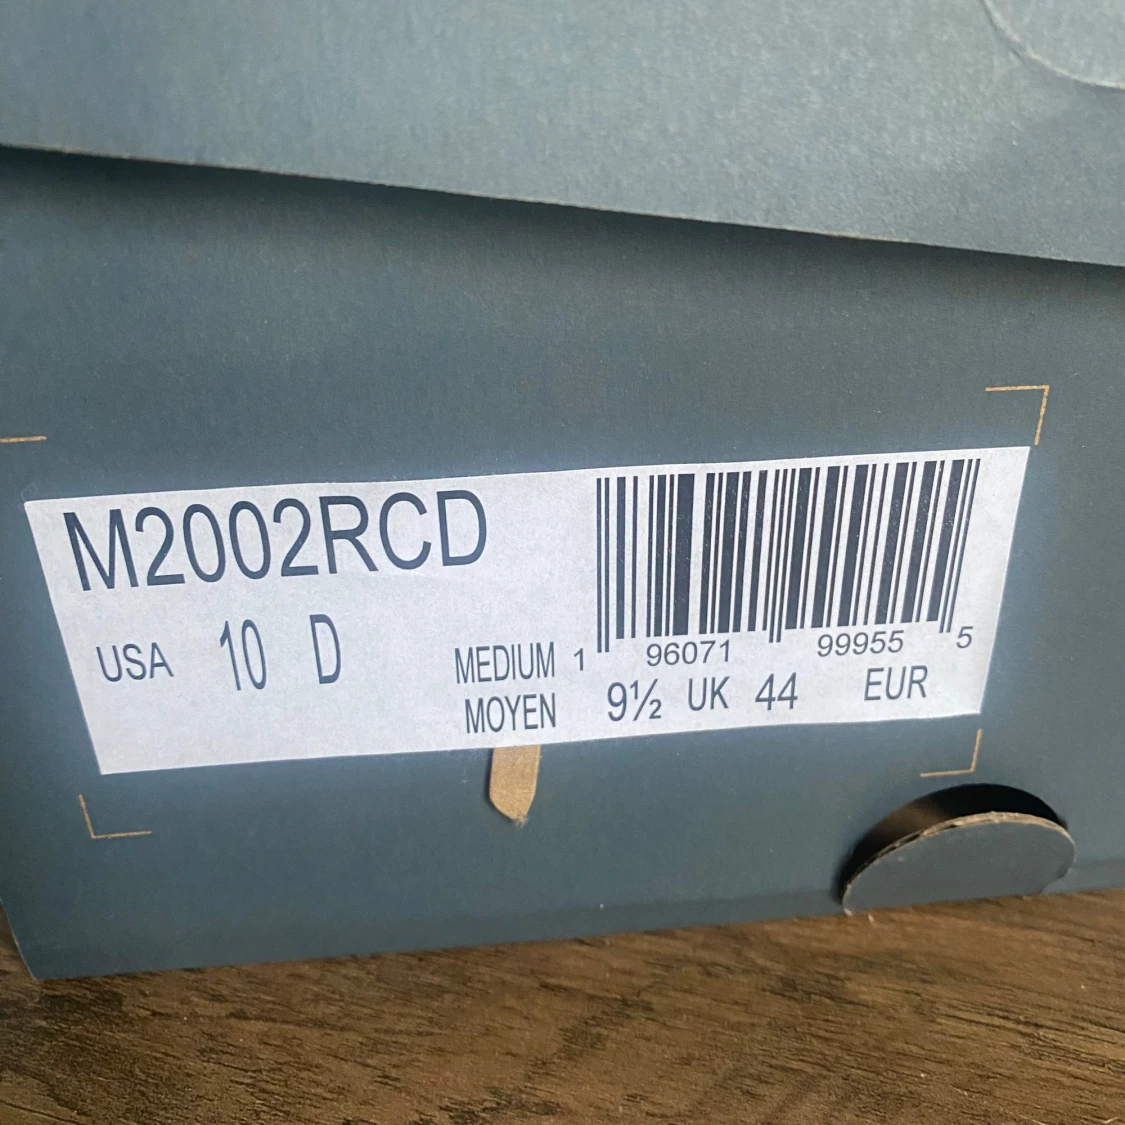 M2002RCD
USA 10 D
MEDIUM
MOYEN
1 96071 99955 5
9½ UK 44 EUR